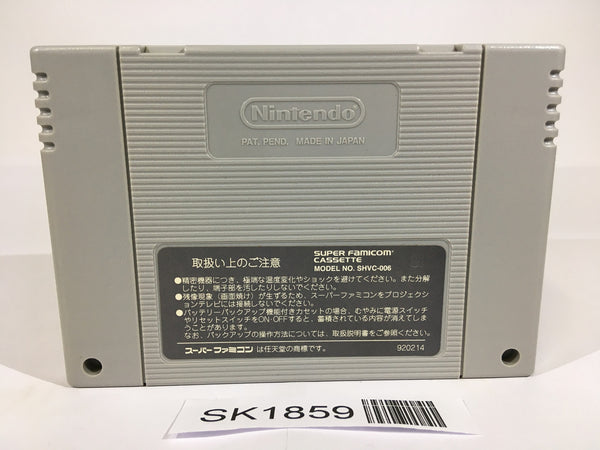 Nintendo
PAT. PEND. MADE IN JAPAN
取扱い上のご注意
SUPER Famicom
CASSETTE
MODEL NO. SHVC-006
●精密機器につき、極端な温度変化やショックを避けてください。また分解
したり、端子部を汚したりしないでください。
●残像現象（画面焼け）が生ずるため、スーパーファミコンをプロジェクシ
ョンテレビには接続しないでください。
●バッテリーバックアップ機能付きカセットの場合、むやみに電源スイッチ
やリセットスイッチをON・OFFすると、蓄積されている内容が消えてしま
うことがあります。
なお、バックアップの操作方法については、取扱説明書をご参照ください。
スーパーファミコンは任天堂の商標です。
920214
SK1859